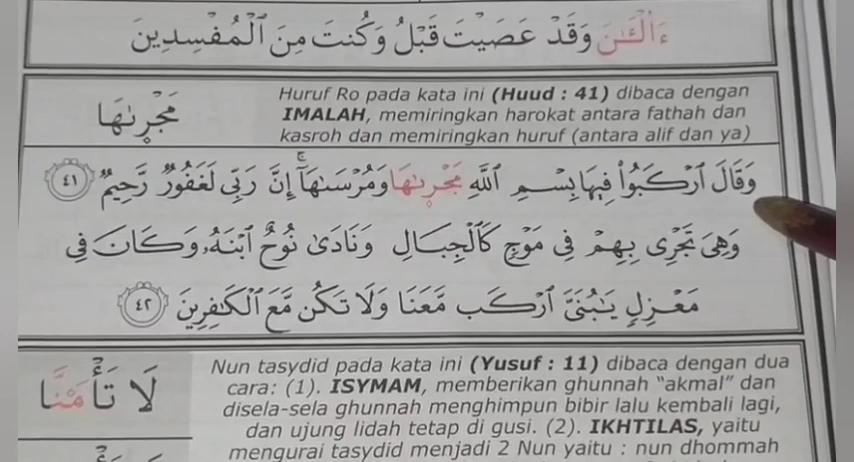 ءَآلْـَٰٔنَ وَقَدْ عَصَيْتَ قَبْلُ وَكُنتَ مِنَ ٱلْمُفْسِدِينَ
مَجْر۪ىٰهَا
Huruf Ro pada kata ini (Huud : 41) dibaca dengan
IMALAH, memiringkan harokat antara fathah dan
kasroh dan memiringkan huruf (antara alif dan ya)
وَقَالَ ٱرْكَبُوا۟ فِيهَا بِسْمِ ٱللَّهِ مَجْر۪ىٰهَا وَمُرْسَىٰهَآ ۚ إِنَّ رَبِّى لَغَفُورٌ رَّحِيمٌ ٤١
وَهِىَ تَجْرِى بِهِمْ فِى مَوْجٍ كَٱلْجِبَالِ وَنَادَىٰ نُوحٌ ٱبْنَهُۥ وَكَانَ فِى
مَعْزِلٍ يَٰبُنَىَّ ٱرْكَب مَّعَنَا وَلَا تَكُن مَّعَ ٱلْكَٰفِرِينَ ٤٢
لَا تَأْمَ۫نَّا
Nun tasydid pada kata ini (Yusuf : 11) dibaca dengan dua
cara: (1). ISYMAM, memberikan ghunnah “akmal” dan
disela-sela ghunnah menghimpun bibir lalu kembali lagi,
dan ujung lidah tetap di gusi. (2). IKHTILAS, yaitu
mengurai tasydid menjadi 2 Nun yaitu : nun dhommah